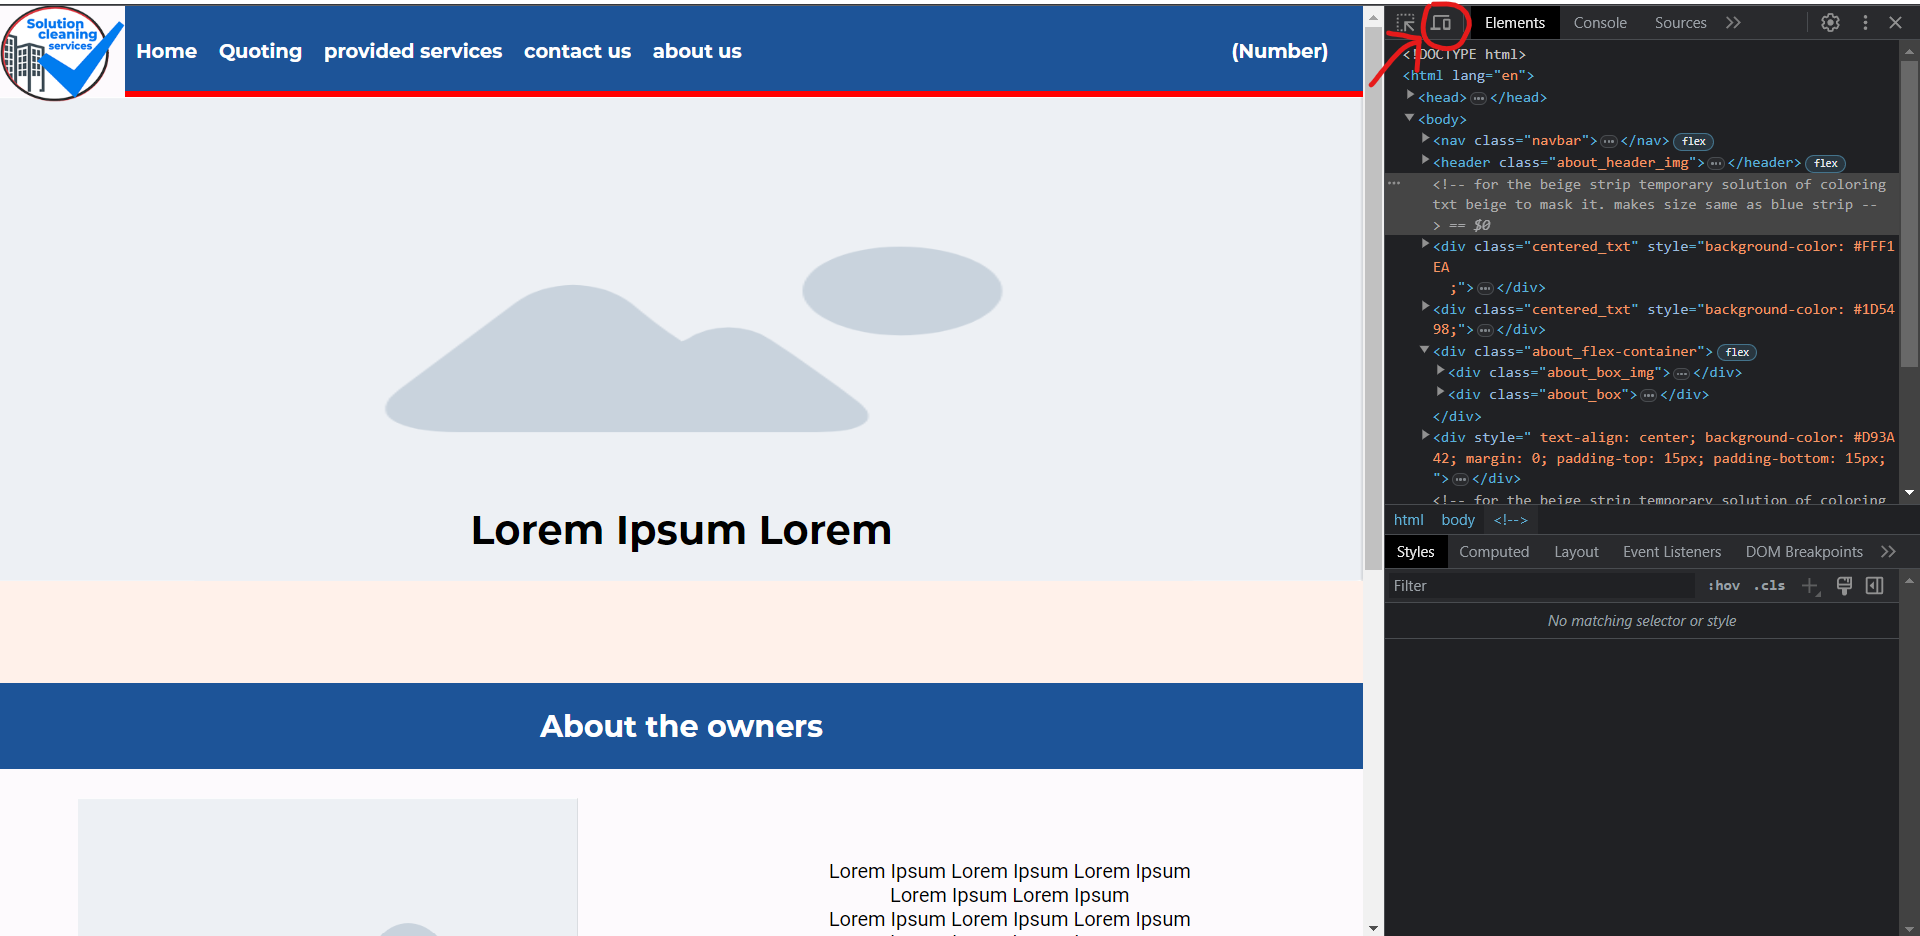 Solution
cleaning
services
Home Quoting provided services contact us about us (Number)
Lorem Ipsum Lorem
About the owners
Lorem Ipsum Lorem Ipsum Lorem Ipsum
Lorem Ipsum Lorem Ipsum
Lorem Ipsum Lorem Ipsum Lorem Ipsum
Elements Console Sources
<!DOCTYPE html>
<html lang="en">
<head> ••• </head>
<body>
<nav class="navbar"> ••• </nav> flex
<header class="about_header_img"> ••• </header> flex
••• <!-- for the beige strip temporary solution of coloring
txt beige to mask it. makes size same as blue strip --
> == $0
<div class="centered_txt" style="background-color: #FFF1
EA
;"> ••• </div>
<div class="centered_txt" style="background-color: #1D54
98;"> ••• </div>
<div class="about_flex-container"> flex
<div class="about_box_img"> ••• </div>
<div class="about_box"> ••• </div>
</div>
<div style=" text-align: center; background-color: #D93A
42; margin: 0; padding-top: 15px; padding-bottom: 15px;
"> ••• </div>
<!-- for the beige strip temporary solution of coloring
html body <!-->
Styles Computed Layout Event Listeners DOM Breakpoints
Filter :hov .cls
No matching selector or style